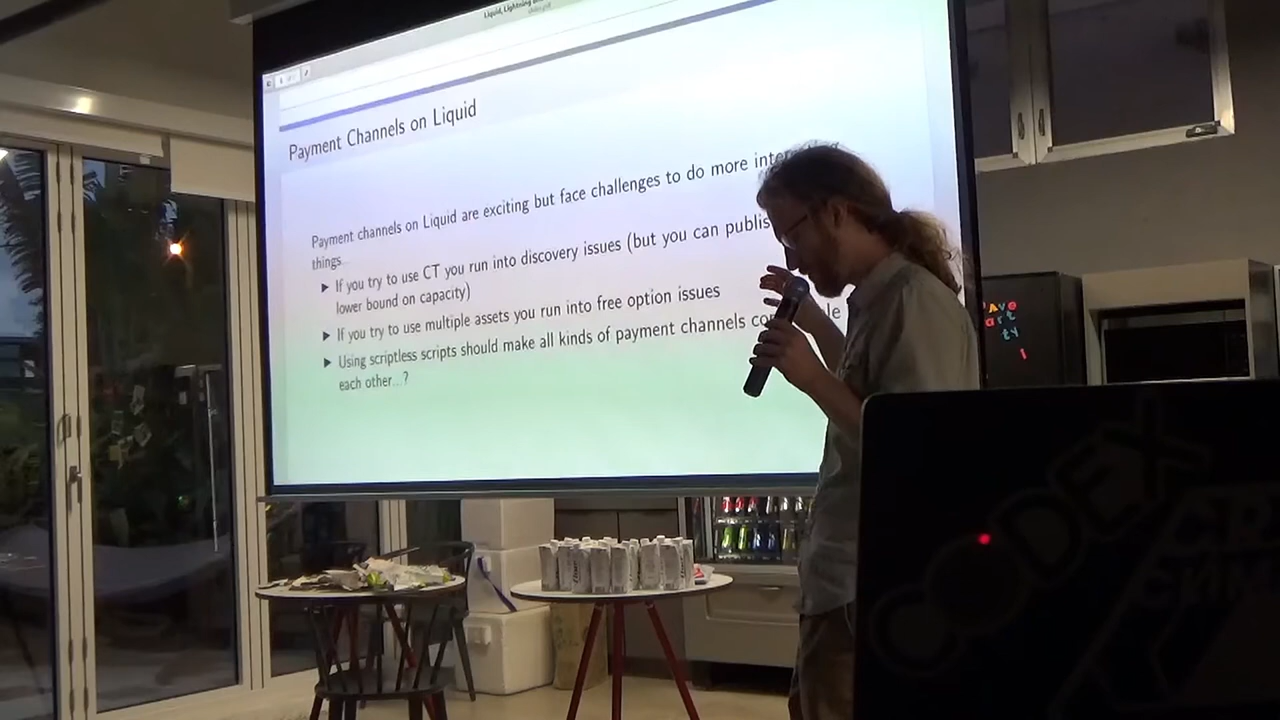 Liquid, Lightning
Payment Channels on Liquid
Payment channels on Liquid are exciting but face challenges to do more
things...
▶ If you try to use CT you run into discovery issues (but you can
lower bound on capacity)
▶ If you try to use multiple assets you run into free option issues
▶ Using scriptless scripts should make all kinds of payment channels
each other...?
CODEX